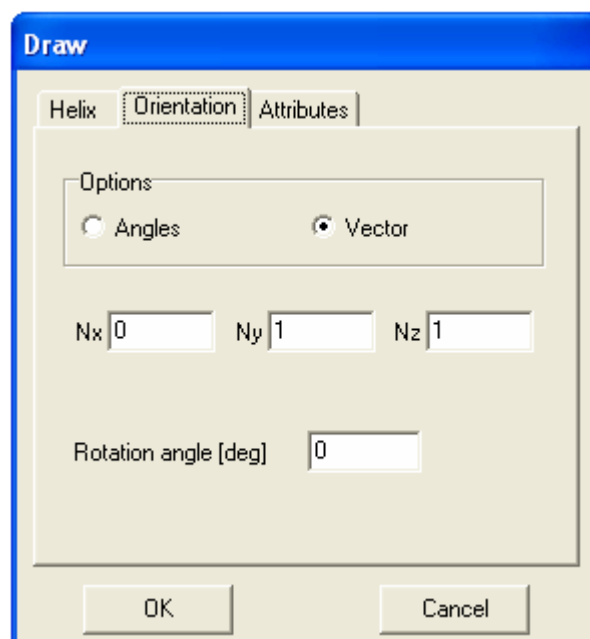 Draw
Helix Orientation Attributes
Options
Angles Vector
Nx 0 Ny 1 Nz 1
Rotation angle [deg] 0
OK Cancel